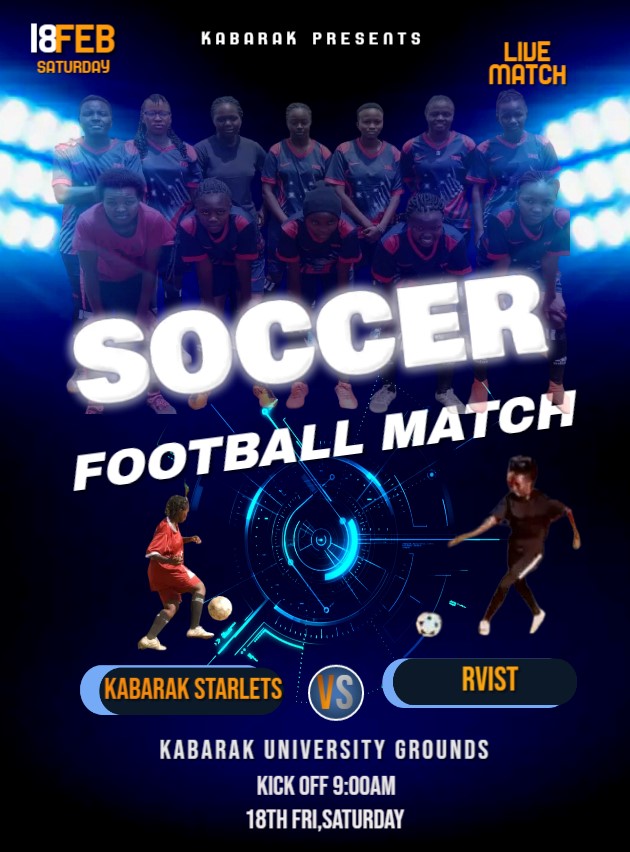 18FEB
SATURDAY
KABARAK PRESENTS
LIVE
MATCH
SOCCER
FOOTBALL MATCH
KABARAK STARLETS
VS
RVIST
KABARAK UNIVERSITY GROUNDS
KICK OFF 9:00AM
18TH FRI,SATURDAY